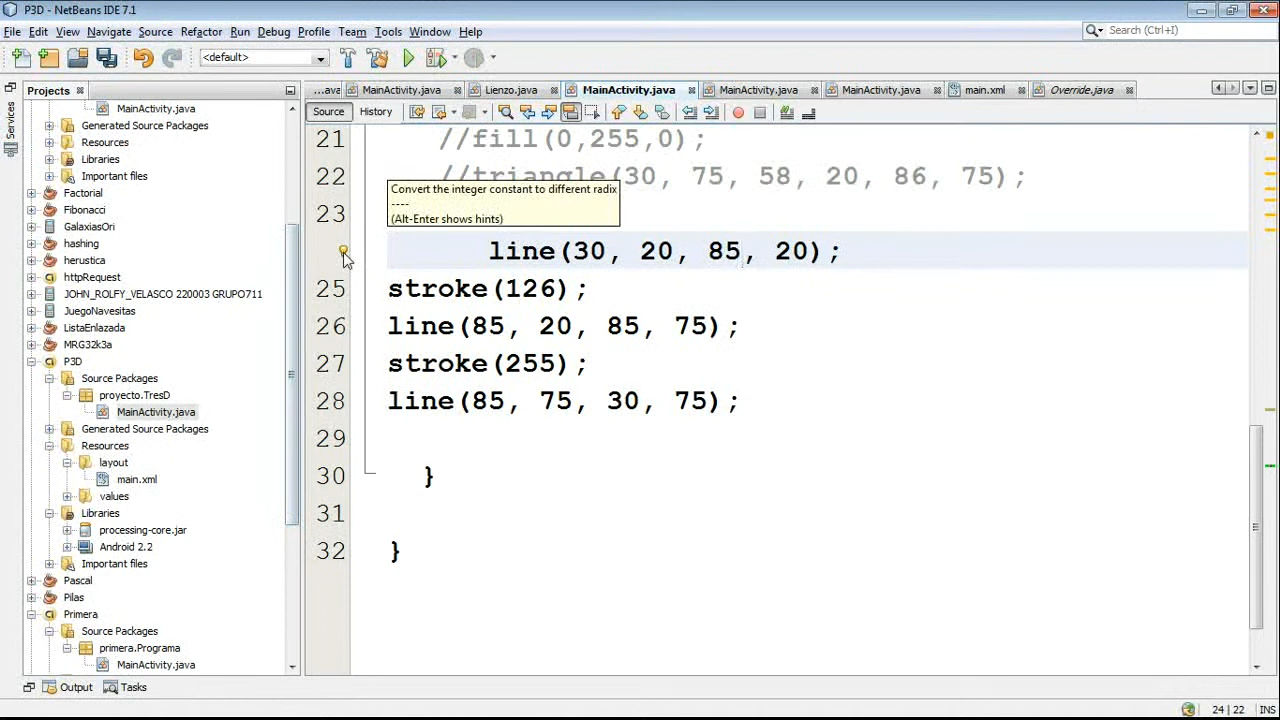 P3D - NetBeans IDE 7.1
File Edit View Navigate Source Refactor Run Debug Profile Team Tools Window Help
Search (Ctrl+I)
<default>
Projects
Services
...ava MainActivity.java Lienzo.java MainActivity.java MainActivity.java MainActivity.java main.xml Override.java
Source History
MainActivity.java
Generated Source Packages
Resources
Libraries
Important files
Factorial
Fibonacci
GalaxiasOri
hashing
herustica
httpRequest
JOHN_ROLFY_VELASCO 220003 GRUPO711
JuegoNavesitas
ListaEnlazada
MRG32k3a
P3D
Source Packages
proyecto.TresD
MainActivity.java
Generated Source Packages
Resources
layout
main.xml
values
Libraries
processing-core.jar
Android 2.2
Important files
Pascal
Pilas
Primera
Source Packages
primera.Programa
MainActivity.java
21 //fill(0,255,0);
22 //triangle(30, 75, 58, 20, 86, 75);
23
Convert the integer constant to different radix
----
(Alt-Enter shows hints)
line(30, 20, 85, 20);
25 stroke(126);
26 line(85, 20, 85, 75);
27 stroke(255);
28 line(85, 75, 30, 75);
29
30 }
31
32 }
Output Tasks
24 | 22 INS